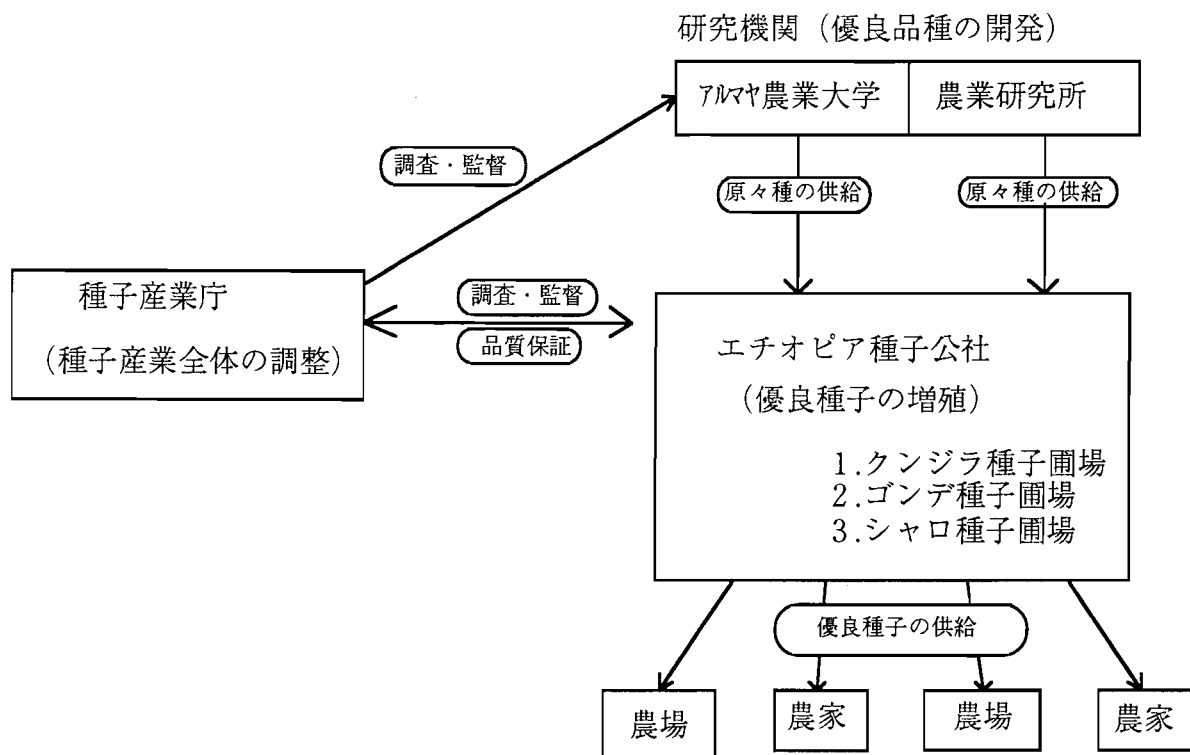 研究機関（優良品種の開発）
アルマヤ農業大学
農業研究所
調査・監督
原々種の供給
原々種の供給
種子産業庁
（種子産業全体の調整）
調査・監督
品質保証
エチオピア種子公社
（優良種子の増殖）
1.クンジラ種子圃場
2.ゴンデ種子圃場
3.シャロ種子圃場
優良種子の供給
農場
農家
農場
農家